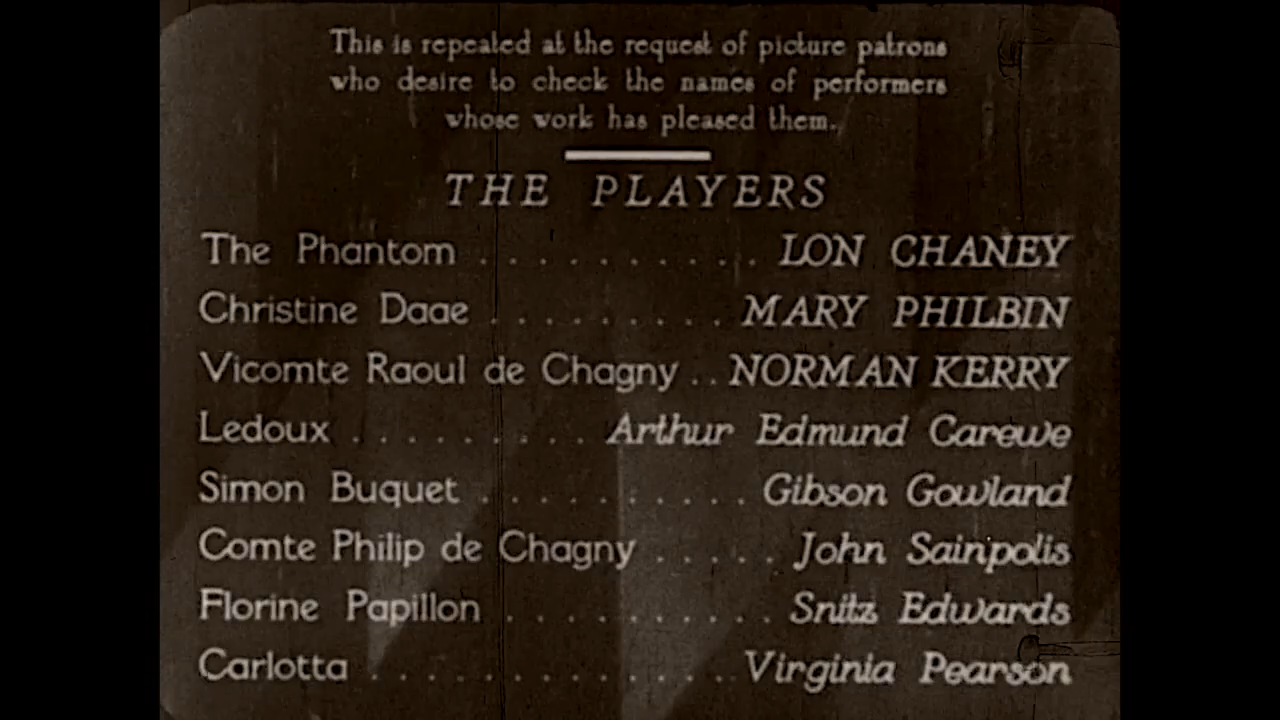 This is repeated at the request of picture patrons
who desire to check the names of performers
whose work has pleased them.
THE PLAYERS
The Phantom . . . . . . . . . . . LON CHANEY
Christine Daae . . . . . . . . . MARY PHILBIN
Vicomte Raoul de Chagny . . NORMAN KERRY
Ledoux . . . . . . . . . . Arthur Edmund Carewe
Simon Buquet . . . . . . . . . . Gibson Gowland
Comte Philip de Chagny . . . . . John Sainpolis
Florine Papillon . . . . . . . . . . Snitz Edwards
Carlotta . . . . . . . . . . . . . . Virginia Pearson